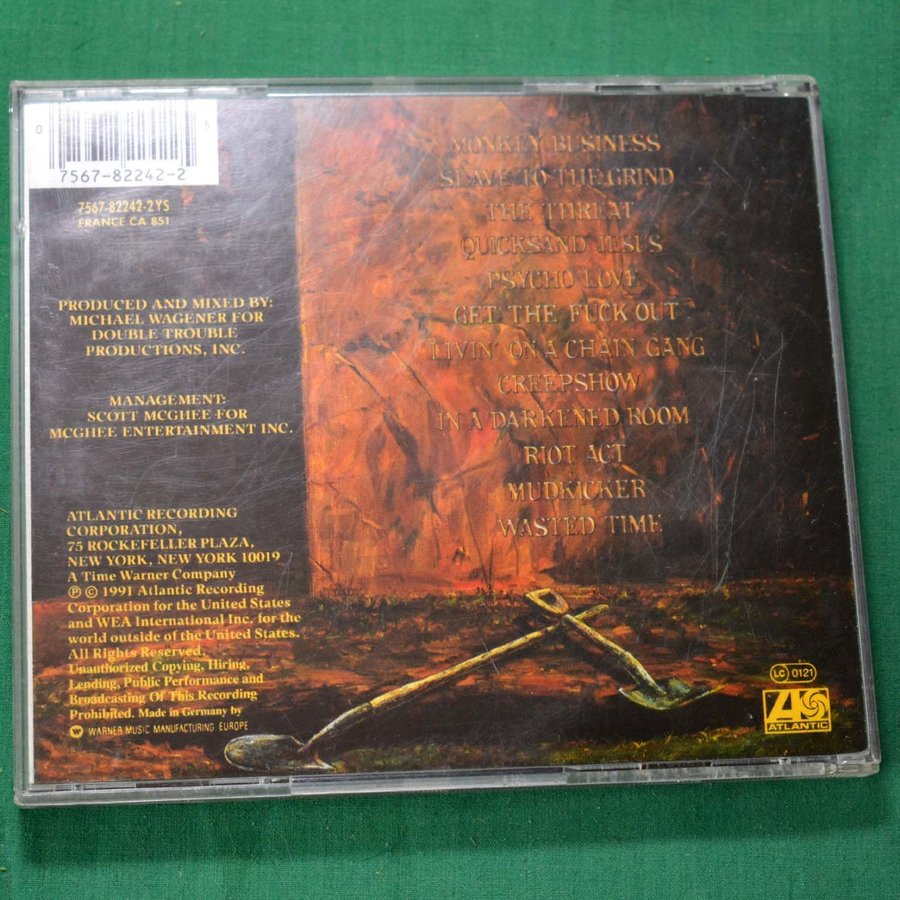 7567-82242-2
7567-82242-2YS
FRANCE CA 851
PRODUCED AND MIXED BY:
MICHAEL WAGENER FOR
DOUBLE TROUBLE
PRODUCTIONS, INC.
MANAGEMENT:
SCOTT MCGHEE FOR
MCGHEE ENTERTAINMENT INC.
ATLANTIC RECORDING
CORPORATION,
75 ROCKEFELLER PLAZA,
NEW YORK, NEW YORK 10019
A Time Warner Company
Ⓟ © 1991 Atlantic Recording
Corporation for the United States
and WEA International Inc. for the
world outside of the United States.
All Rights Reserved.
Unauthorized Copying, Hiring,
Lending, Public Performance and
Broadcasting Of This Recording
Prohibited. Made in Germany by
WARNER MUSIC MANUFACTURING EUROPE
MONKEY BUSINESS
SLAVE TO THE GRIND
THE THREAT
QUICKSAND JESUS
PSYCHO LOVE
GET THE FUCK OUT
LIVIN' ON A CHAIN GANG
CREEPSHOW
IN A DARKENED ROOM
RIOT ACT
MUDKICKER
WASTED TIME
LC 0121
ATLANTIC